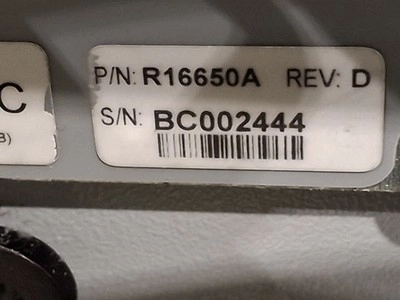 P/N: R16650A REV: D
S/N: BC002444
C
B)